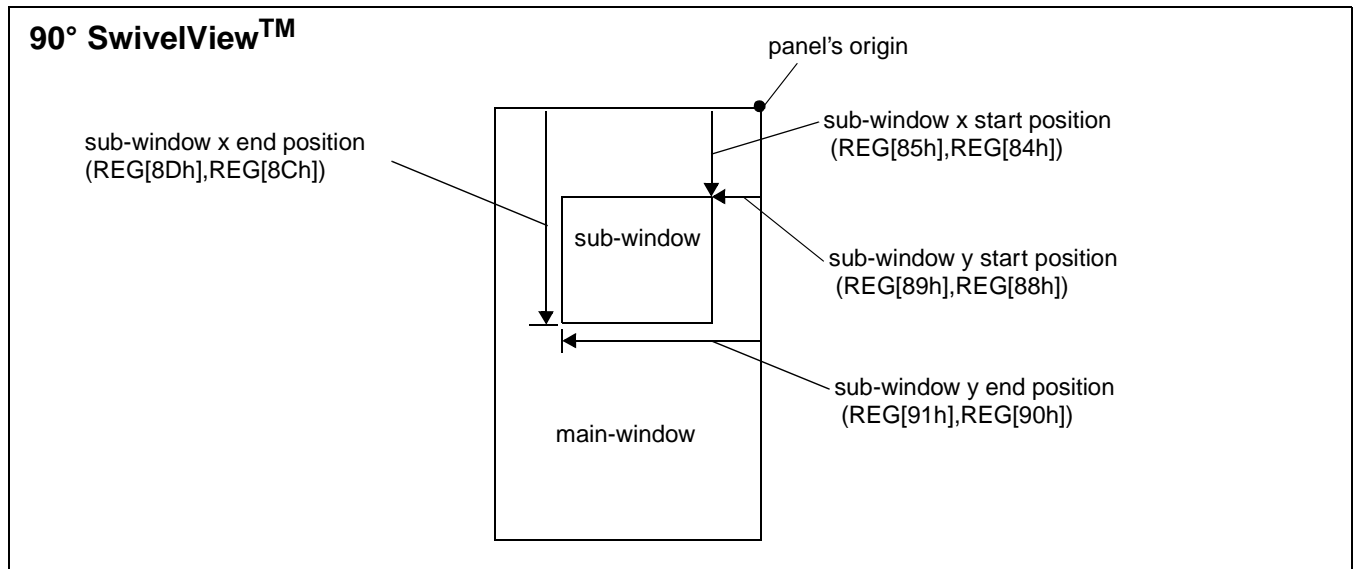 90° SwivelView™
panel's origin
sub-window x start position
(REG[85h],REG[84h])
sub-window x end position
(REG[8Dh],REG[8Ch])
sub-window
sub-window y start position
(REG[89h],REG[88h])
sub-window y end position
(REG[91h],REG[90h])
main-window